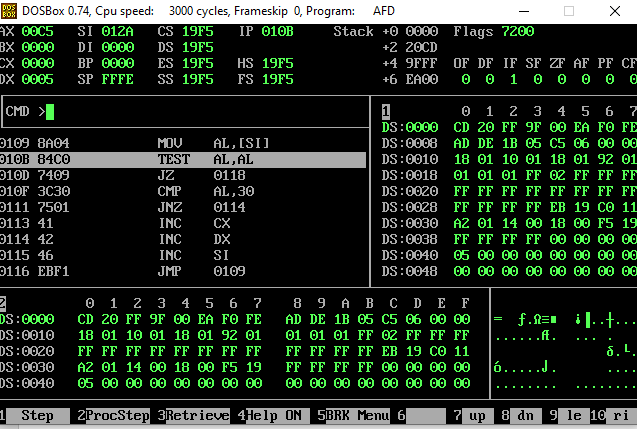 DOSBox 0.74, Cpu speed: 3000 cycles, Frameskip 0, Program: AFD
AX 00C5 SI 012A CS 19F5 IP 010B Stack +0 0000 Flags 7200
BX 0000 DI 0000 DS 19F5 +2 20CD
CX 0000 BP 0000 ES 19F5 HS 19F5 +4 9FFF OF DF IF SF ZF AF PF CF
DX 0005 SP FFFE SS 19F5 FS 19F5 +6 EA00 0 0 1 0 0 0 0 0
CMD >
1 0 1 2 3 4 5 6 7
DS:0000 CD 20 FF 9F 00 EA F0 FE
DS:0008 AD DE 1B 05 C5 06 00 00
DS:0010 18 01 10 01 18 01 92 01
DS:0018 01 01 01 FF 02 FF FF FF
DS:0020 FF FF FF FF FF FF FF FF
DS:0028 FF FF FF FF EB 19 C0 11
DS:0030 A2 01 14 00 18 00 F5 19
DS:0038 FF FF FF FF 00 00 00 00
DS:0040 05 00 00 00 00 00 00 00
DS:0048 00 00 00 00 00 00 00 00
0109 8A04 MOV AL,[SI]
010B 84C0 TEST AL,AL
010D 7409 JZ 0118
010F 3C30 CMP AL,30
0111 7501 JNZ 0114
0113 41 INC CX
0114 42 INC DX
0115 46 INC SI
0116 EBF1 JMP 0109
2 0 1 2 3 4 5 6 7 8 9 A B C D E F
DS:0000 CD 20 FF 9F 00 EA F0 FE AD DE 1B 05 C5 06 00 00
DS:0010 18 01 10 01 18 01 92 01 01 01 01 FF 02 FF FF FF
DS:0020 FF FF FF FF FF FF FF FF FF FF FF FF EB 19 C0 11
DS:0030 A2 01 14 00 18 00 F5 19 FF FF FF FF 00 00 00 00
DS:0040 05 00 00 00 00 00 00 00 00 00 00 00 00 00 00 00
1 Step 2 ProcStep 3 Retrieve 4 Help ON 5 BRK Menu 6 7 up 8 dn 9 le 10 ri